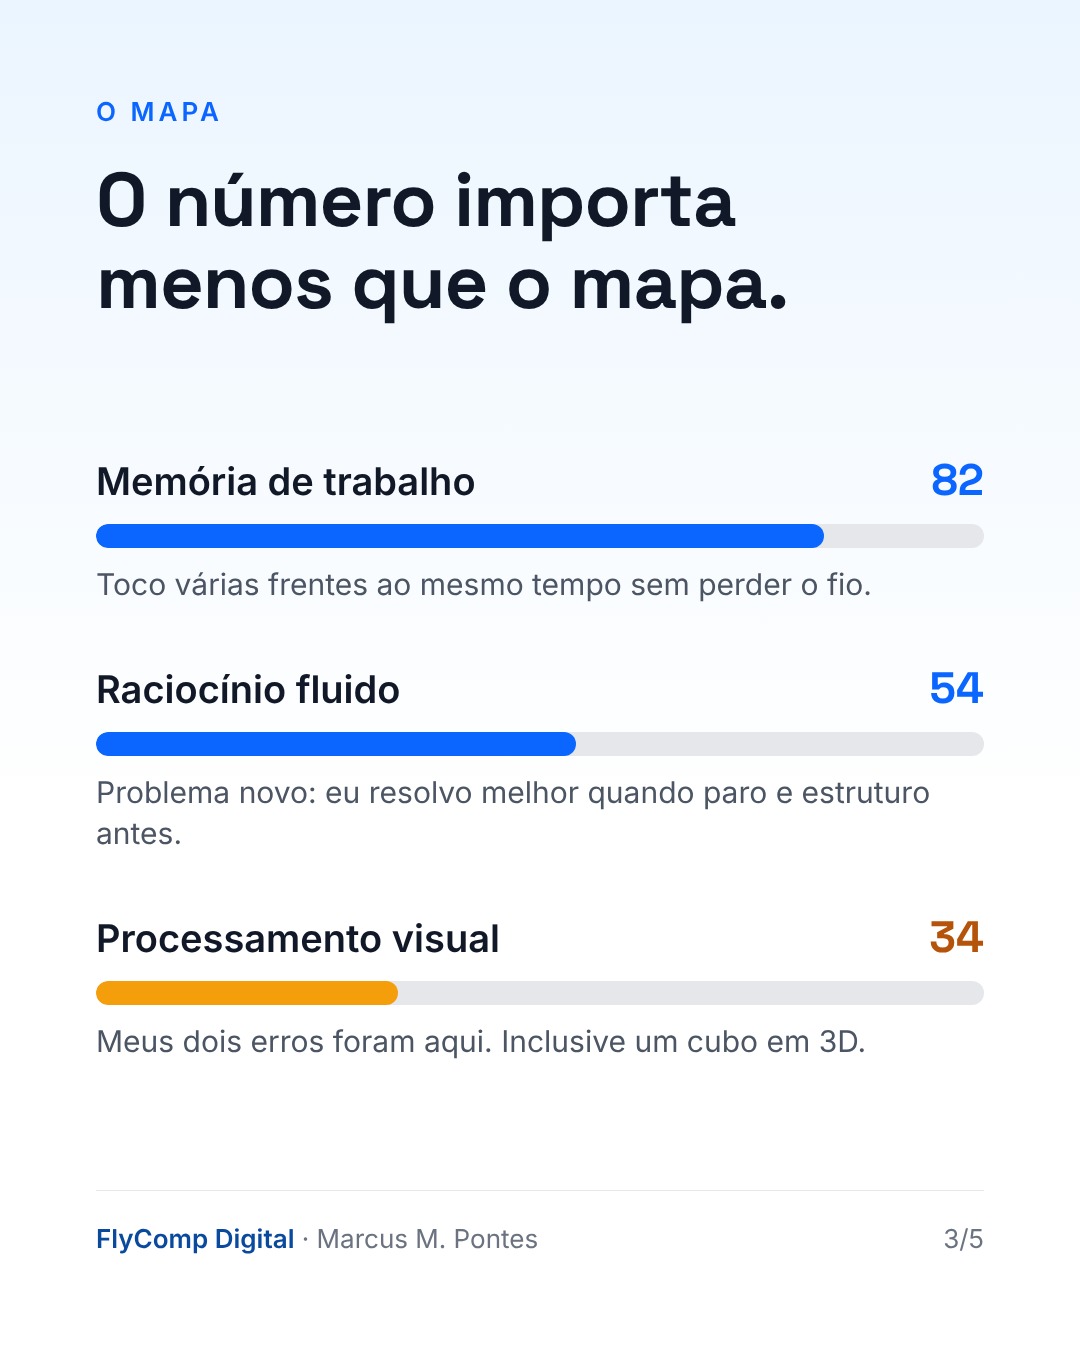 O MAPA
O número importa
menos que o mapa.
Memória de trabalho 82
Toco várias frentes ao mesmo tempo sem perder o fio.
Raciocínio fluido 54
Problema novo: eu resolvo melhor quando paro e estruturo
antes.
Processamento visual 34
Meus dois erros foram aqui. Inclusive um cubo em 3D.
FlyComp Digital · Marcus M. Pontes 3/5